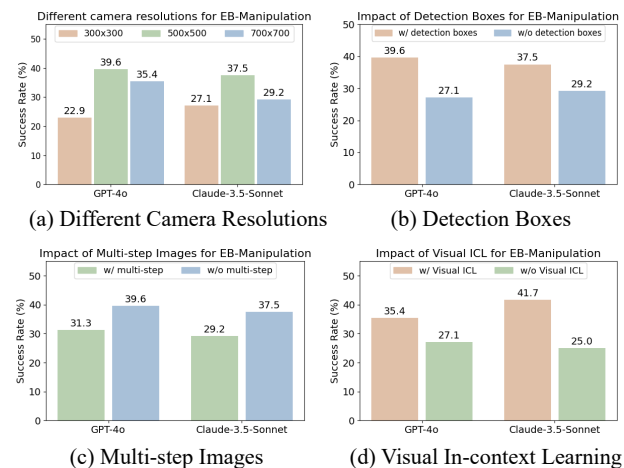 Different camera resolutions for EB-Manipulation
300x300 500x500 700x700
Success Rate (%)
50
40
30
20
10
0
22.9 39.6 35.4 27.1 37.5 29.2
GPT-4o Claude-3.5-Sonnet
(a) Different Camera Resolutions
Impact of Detection Boxes for EB-Manipulation
w/ detection boxes w/o detection boxes
Success Rate (%)
50
40
30
20
10
0
39.6 27.1 37.5 29.2
GPT-4o Claude-3.5-Sonnet
(b) Detection Boxes
Impact of Multi-step Images for EB-Manipulation
w/ multi-step w/o multi-step
Success Rate (%)
50
40
30
20
10
0
31.3 39.6 29.2 37.5
GPT-4o Claude-3.5-Sonnet
(c) Multi-step Images
Impact of Visual ICL for EB-Manipulation
w/ Visual ICL w/o Visual ICL
Success Rate (%)
50
40
30
20
10
0
35.4 27.1 41.7 25.0
GPT-4o Claude-3.5-Sonnet
(d) Visual In-context Learning